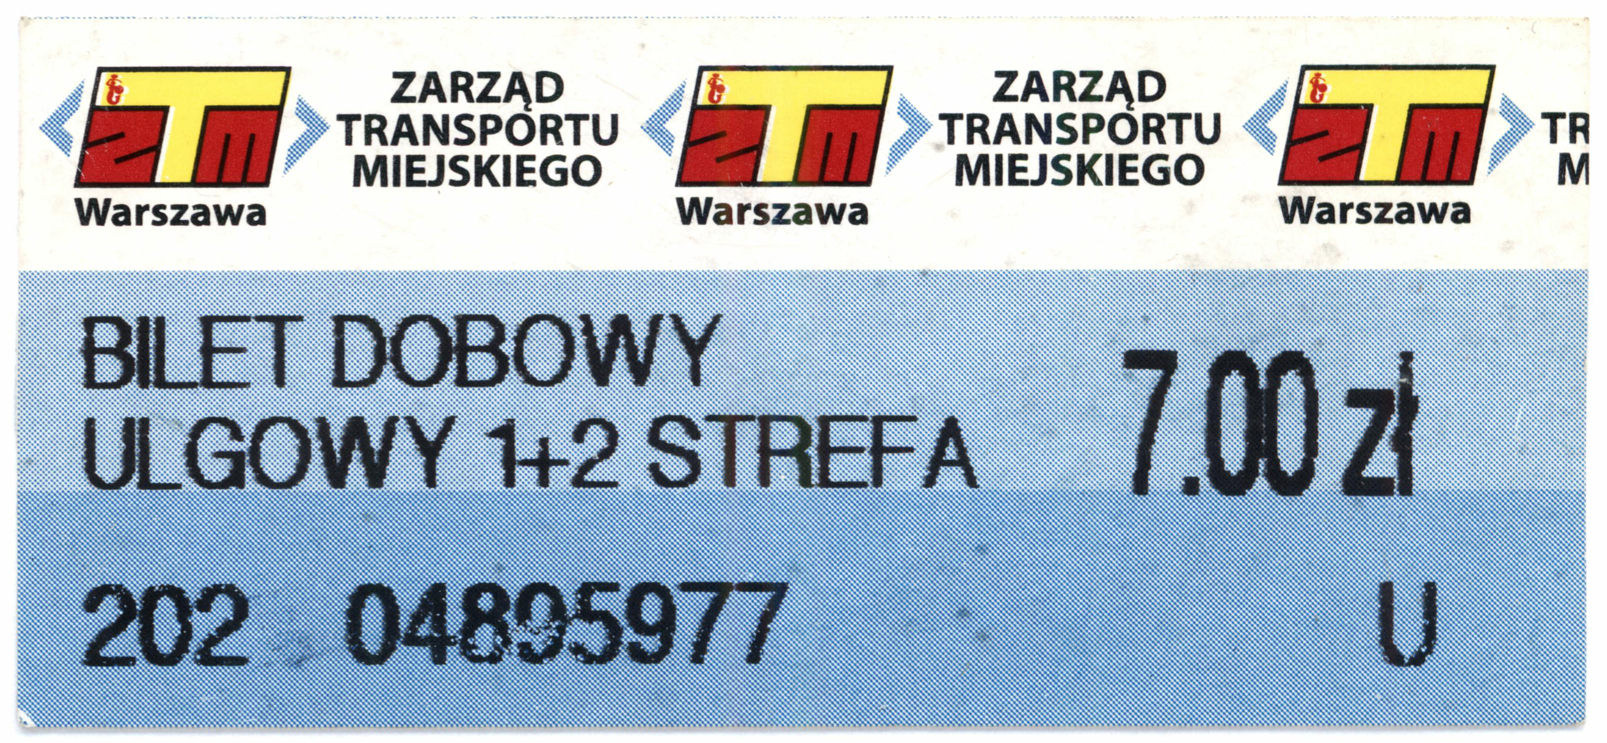 ZTM
Warszawa
ZARZĄD
TRANSPORTU
MIEJSKIEGO
ZTM
Warszawa
ZARZĄD
TRANSPORTU
MIEJSKIEGO
ZTM
Warszawa
TR
M
BILET DOBOWY
ULGOWY 1+2 STREFA
7.00 zł
202 04895977
U